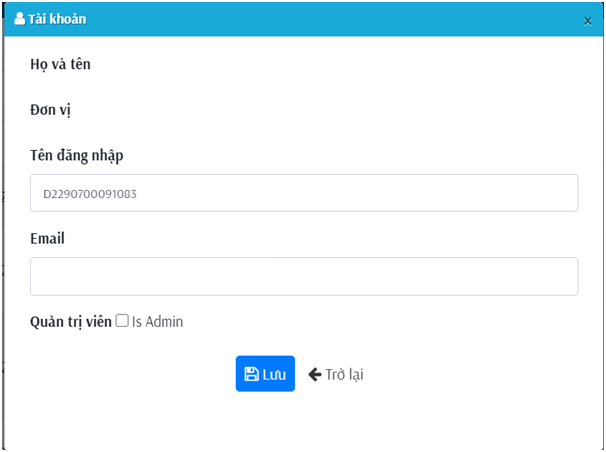 Tài khoản ×
Họ và tên
Đơn vị
Tên đăng nhập
D2290700091083
Email
Quản trị viên Is Admin
Lưu Trở lại